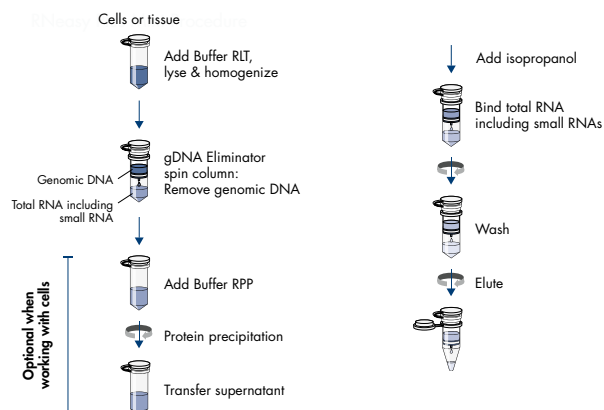 Cells or tissue
Add Buffer RLT,
lyse & homogenize
gDNA Eliminator
spin column:
Remove genomic DNA
Genomic DNA
Total RNA including
small RNA
Add Buffer RPP
Optional when
working with cells
Protein precipitation
Transfer supernatant
Add isopropanol
Bind total RNA
including small RNAs
Wash
Elute